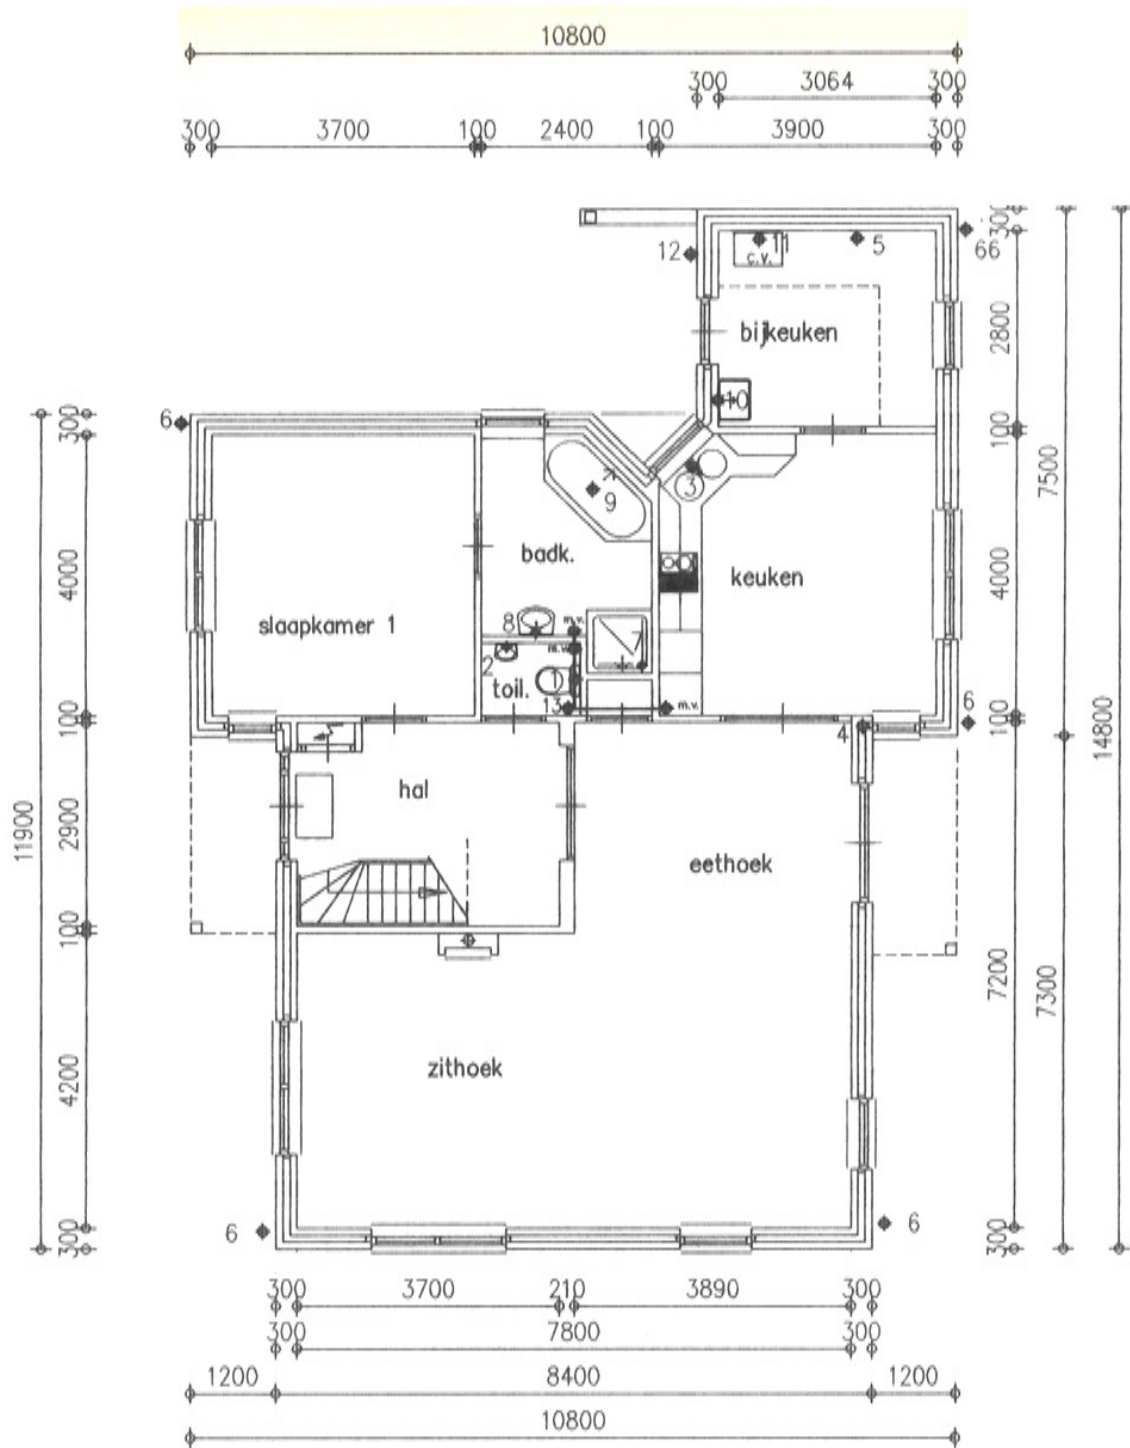 10800
300 3064 300
300 3700 100 2400 100 3900 300
300
12 11 5 66
c.v.
2800
bijkeuken
10
6
300
100
7500
3
9
4000
badk.
keuken
4000
slaapkamer 1
8 m.v.
7
2 m.v.
toil. 1
13 m.v.
100
4
6
100
14800
hal
11900
2900
eethoek
100
7200
7300
zithoek
4200
6
6
300
300
300 3700 210 3890 300
300 7800 300
1200 8400 1200
10800